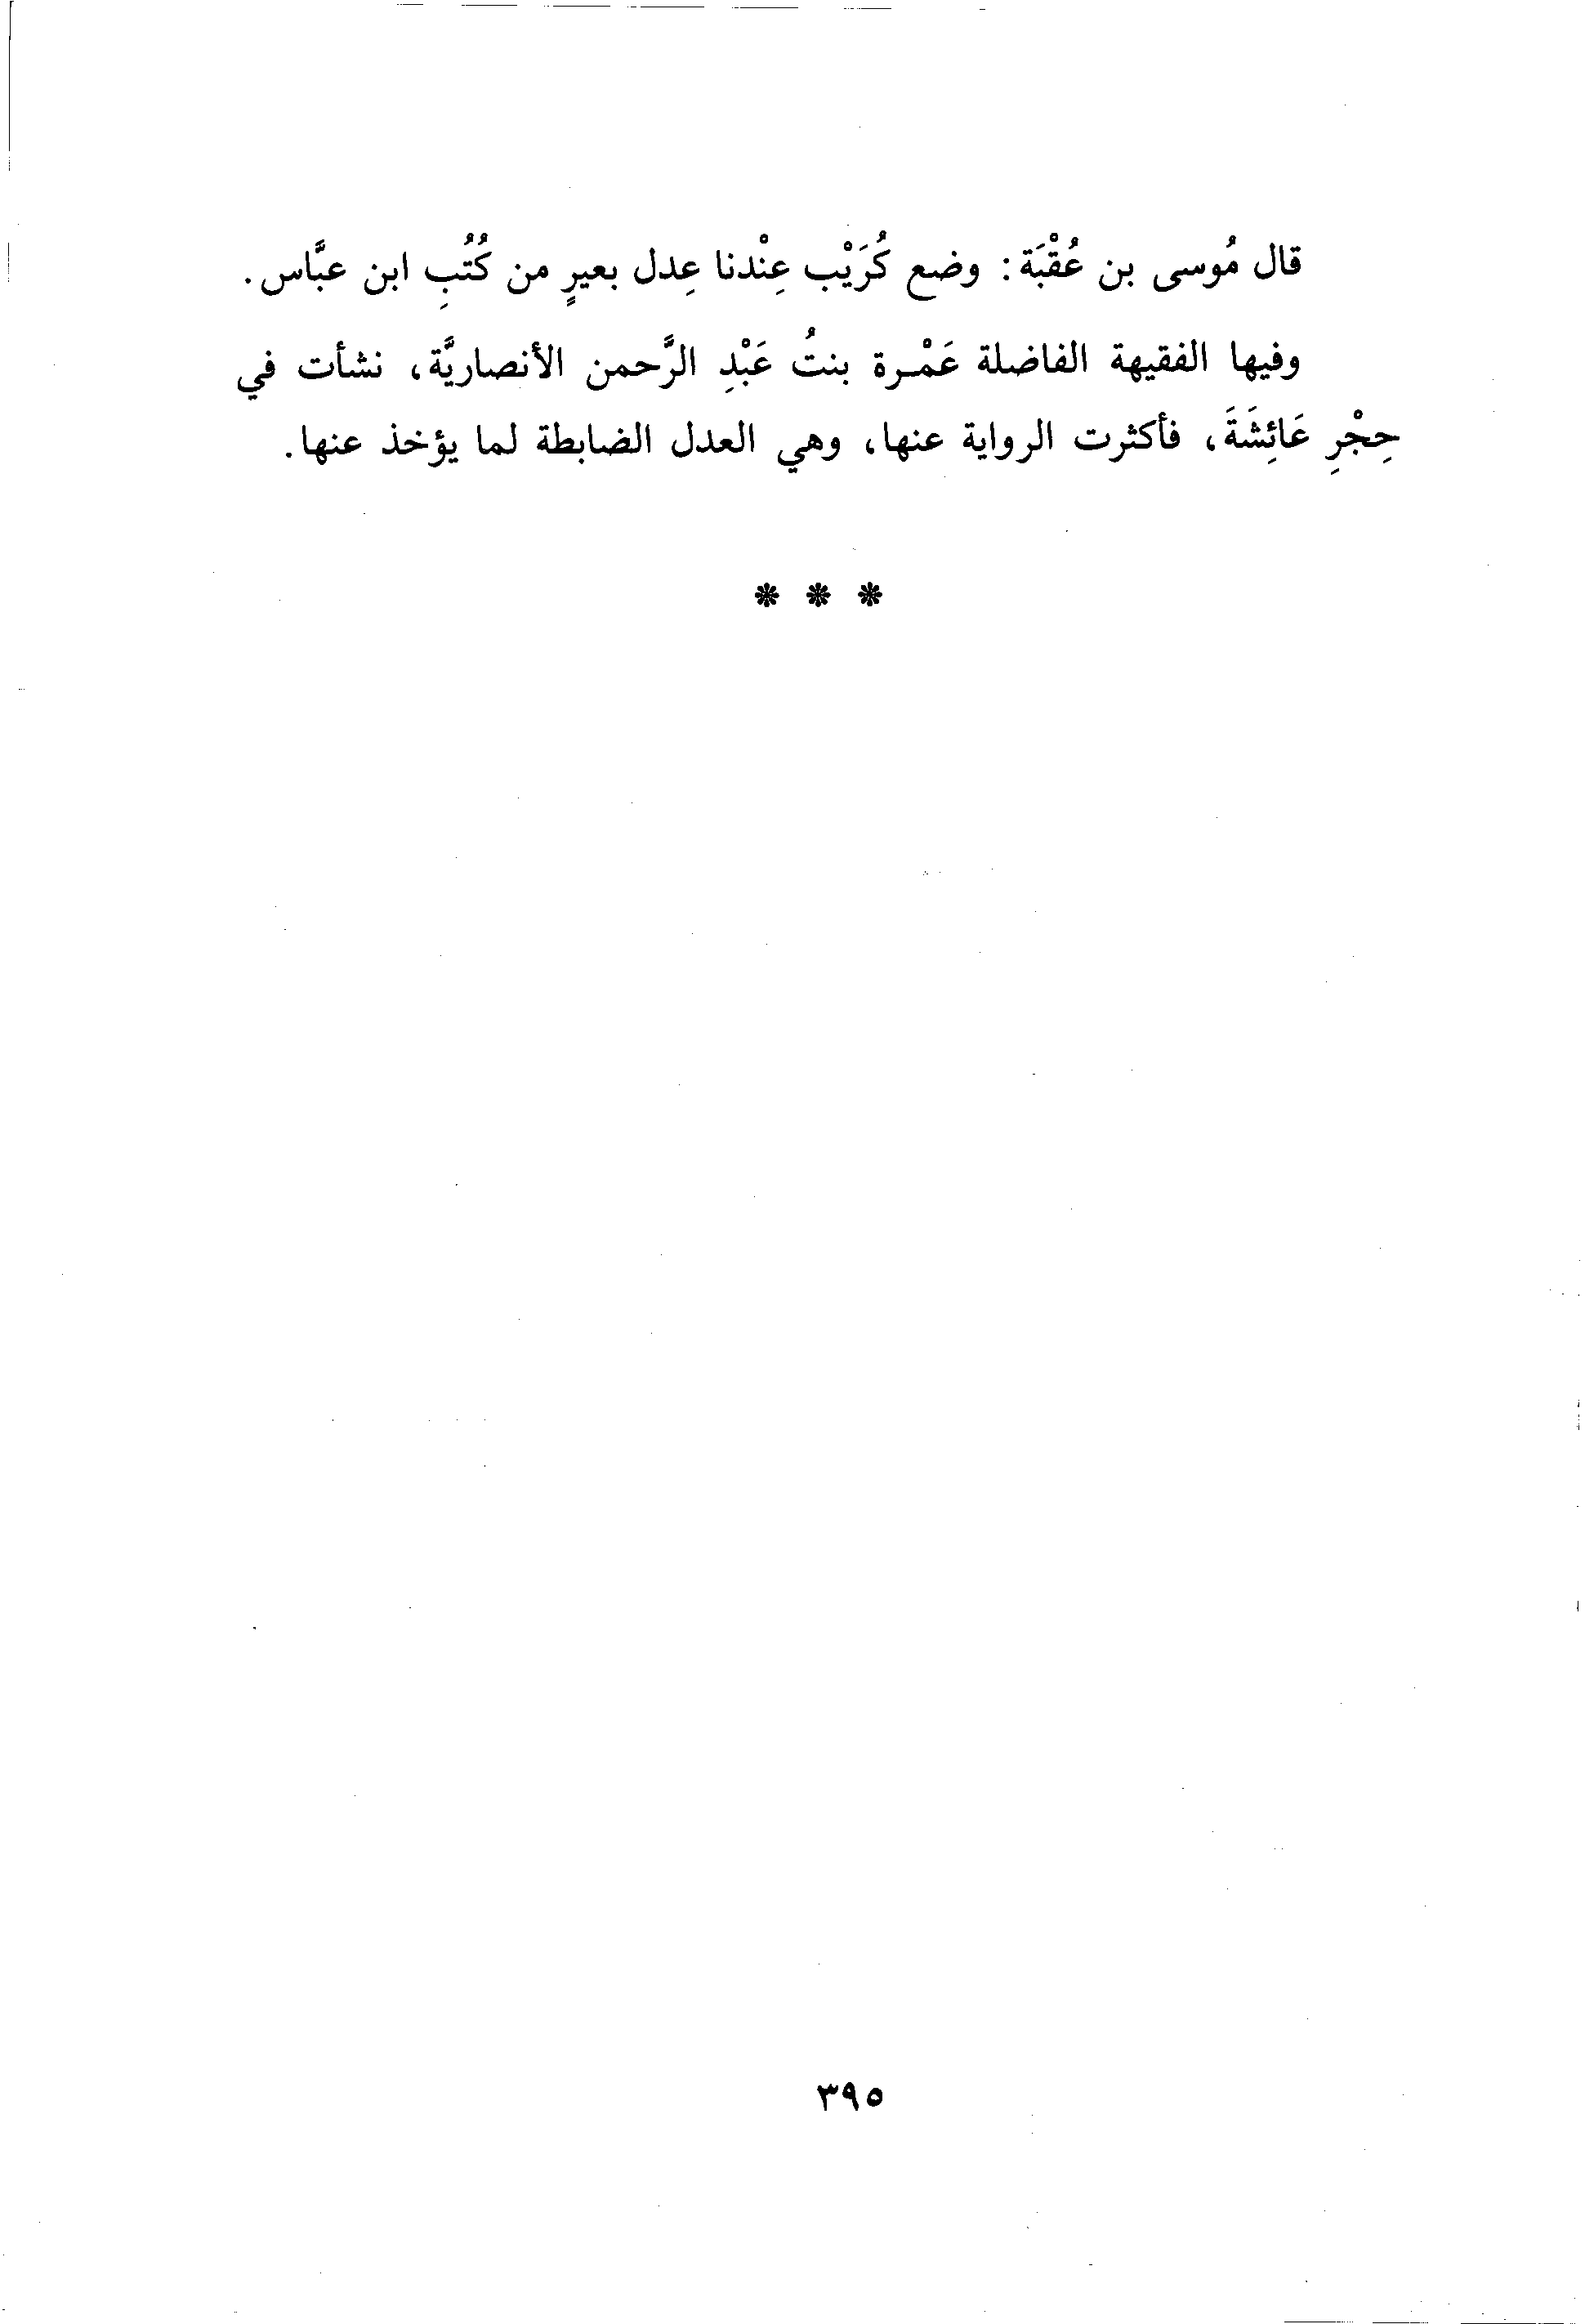 قال مُوسى بن عُقْبَة : وضع كُرَيْب عِنْدنا عِدل بعيرٍ من كُتُبِ ابن عبَّاس .
وفيها الفقيهة الفاضلة عَمْـرة بنتُ عَبْدِ الرَّحمن الأنصاريَّة، نشأت في
حِجْرِ عَائِشَةَ، فأكثرت الرواية عنها، وهي العدل الضابطة لما يؤخذ عنها.
* * *
٣٩٥